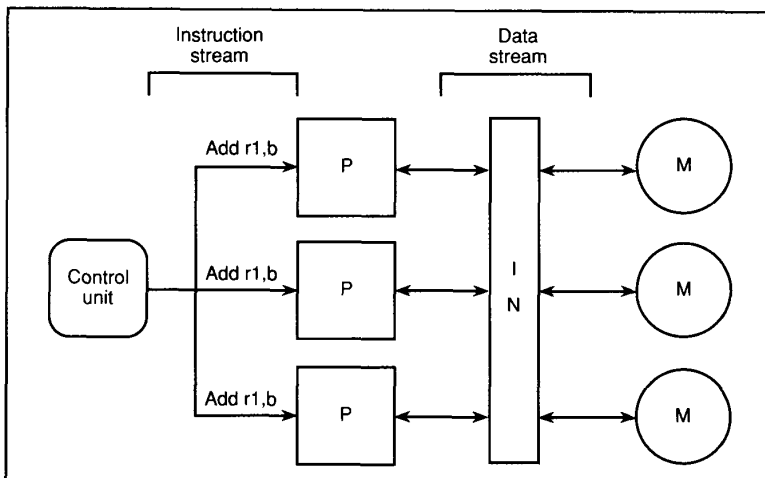 Instruction
stream
Data
stream
Add r1,b
P
M
Control
unit
Add r1,b
P
I
N
M
Add r1,b
P
M